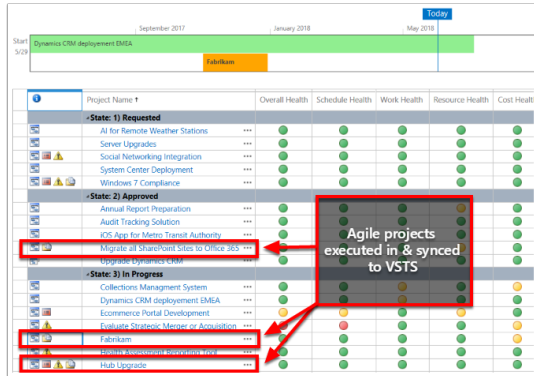 Today
September 2017
January 2018
May 2018
Start
5/29
Dynamics CRM deployement EMEA
Fabrikam
Project Name ↑ Overall Health Schedule Health Work Health Resource Health Cost Healt
State: 1) Requested
AI for Remote Weather Stations ...
Server Upgrades ...
Social Networking Integration ...
System Center Deployment ...
Windows 7 Compliance ...
State: 2) Approved
Annual Report Preparation ...
Audit Tracking Solution ...
iOS App for Metro Transit Authority ...
Migrate all SharePoint Sites to Office 365 ...
Upgrade Dynamics CRM ...
Agile projects
executed in & synced
to VSTS
State: 3) In Progress
Collections Managment System ...
Dynamics CRM deployement EMEA ...
Ecommerce Portal Development ...
Evaluate Strategic Merger or Acquisition ...
Fabrikam ...
Health Assessment Reporting Tool ...
Hub Upgrade ...